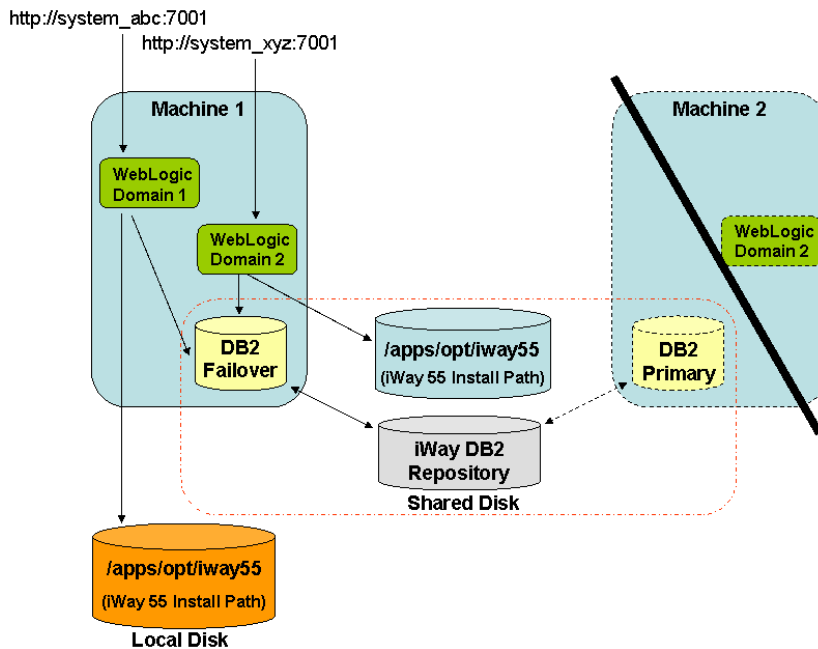 http://system_abc:7001
http://system_xyz:7001
Machine 1
Machine 2
WebLogic
Domain 1
WebLogic
Domain 2
WebLogic
Domain 2
DB2
Failover
/apps/opt/iway55
(iWay 55 Install Path)
DB2
Primary
iWay DB2
Repository
Shared Disk
/apps/opt/iway55
(iWay 55 Install Path)
Local Disk